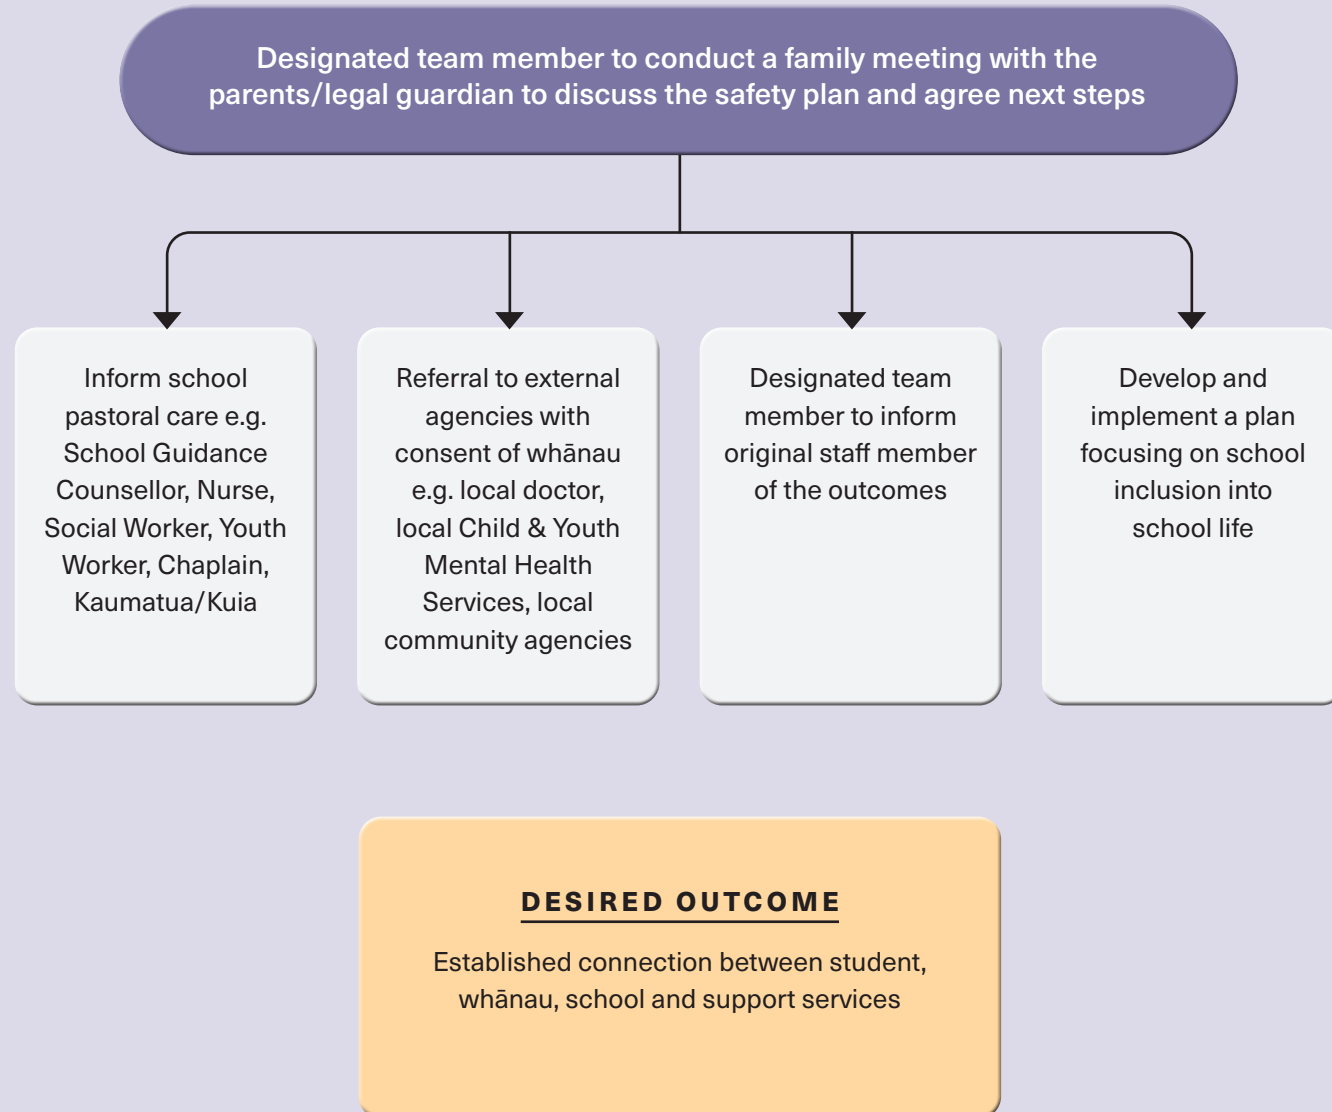 Designated team member to conduct a family meeting with the
parents/legal guardian to discuss the safety plan and agree next steps
Inform school
pastoral care e.g.
School Guidance
Counsellor, Nurse,
Social Worker, Youth
Worker, Chaplain,
Kaumatua/Kuia
Referral to external
agencies with
consent of whānau
e.g. local doctor,
local Child & Youth
Mental Health
Services, local
community agencies
Designated team
member to inform
original staff member
of the outcomes
Develop and
implement a plan
focusing on school
inclusion into
school life
DESIRED OUTCOME
Established connection between student,
whānau, school and support services